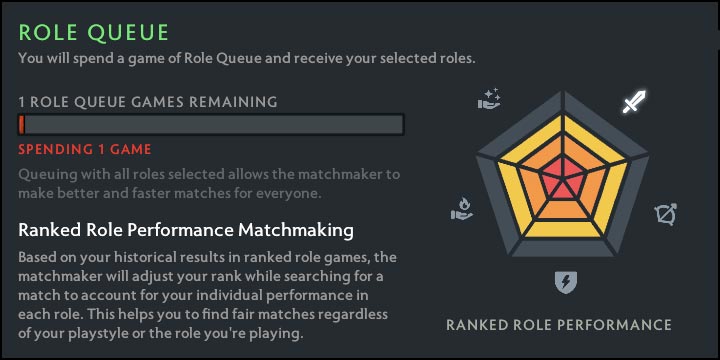 ROLE QUEUE
You will spend a game of Role Queue and receive your selected roles.
1 ROLE QUEUE GAMES REMAINING
SPENDING 1 GAME
Queuing with all roles selected allows the matchmaker to
make better and faster matches for everyone.
Ranked Role Performance Matchmaking
Based on your historical results in ranked role games, the
matchmaker will adjust your rank while searching for a
match to account for your individual performance in
each role. This helps you to find fair matches regardless
of your playstyle or the role you're playing.
RANKED ROLE PERFORMANCE